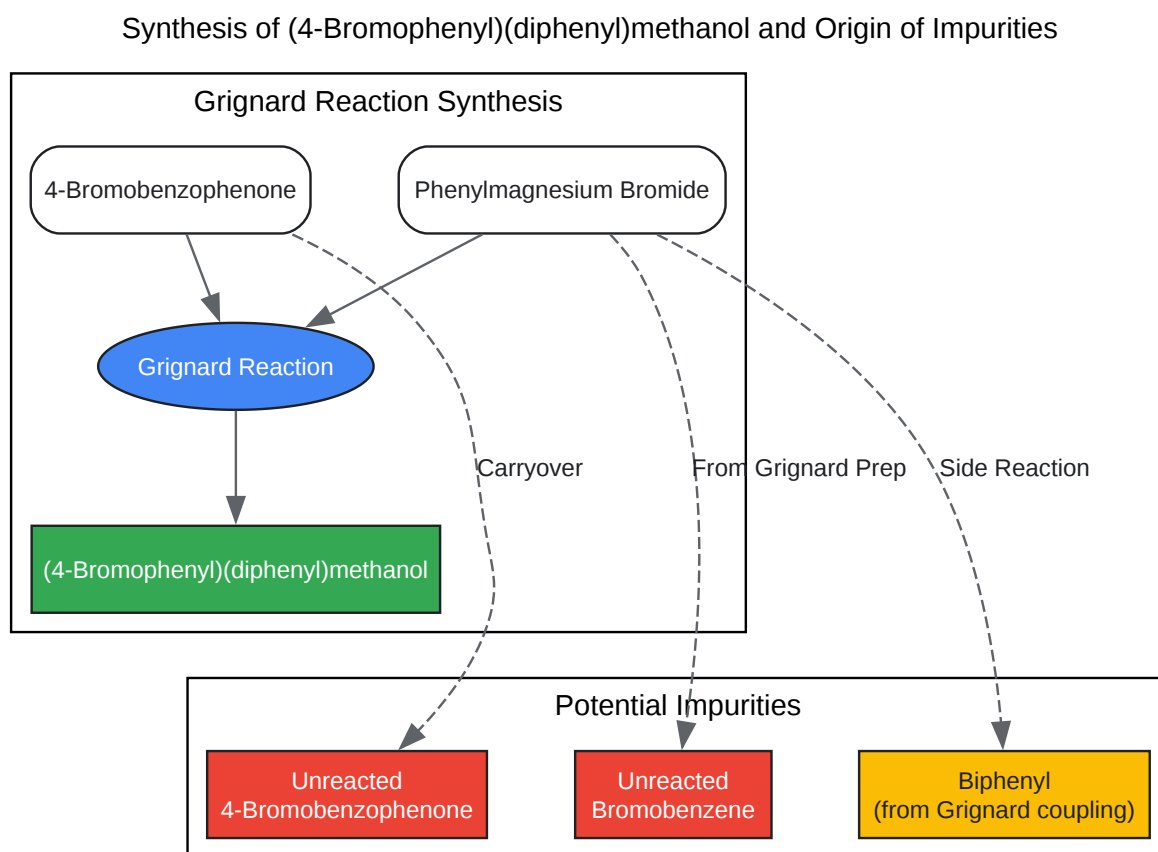 Synthesis of (4-Bromophenyl)(diphenyl)methanol and Origin of Impurities
Grignard Reaction Synthesis
4-Bromobenzophenone
Phenylmagnesium Bromide
Grignard Reaction
Carryover
From Grignard Prep
Side Reaction
(4-Bromophenyl)(diphenyl)methanol
Potential Impurities
Unreacted
4-Bromobenzophenone
Unreacted
Bromobenzene
Biphenyl
(from Grignard coupling)